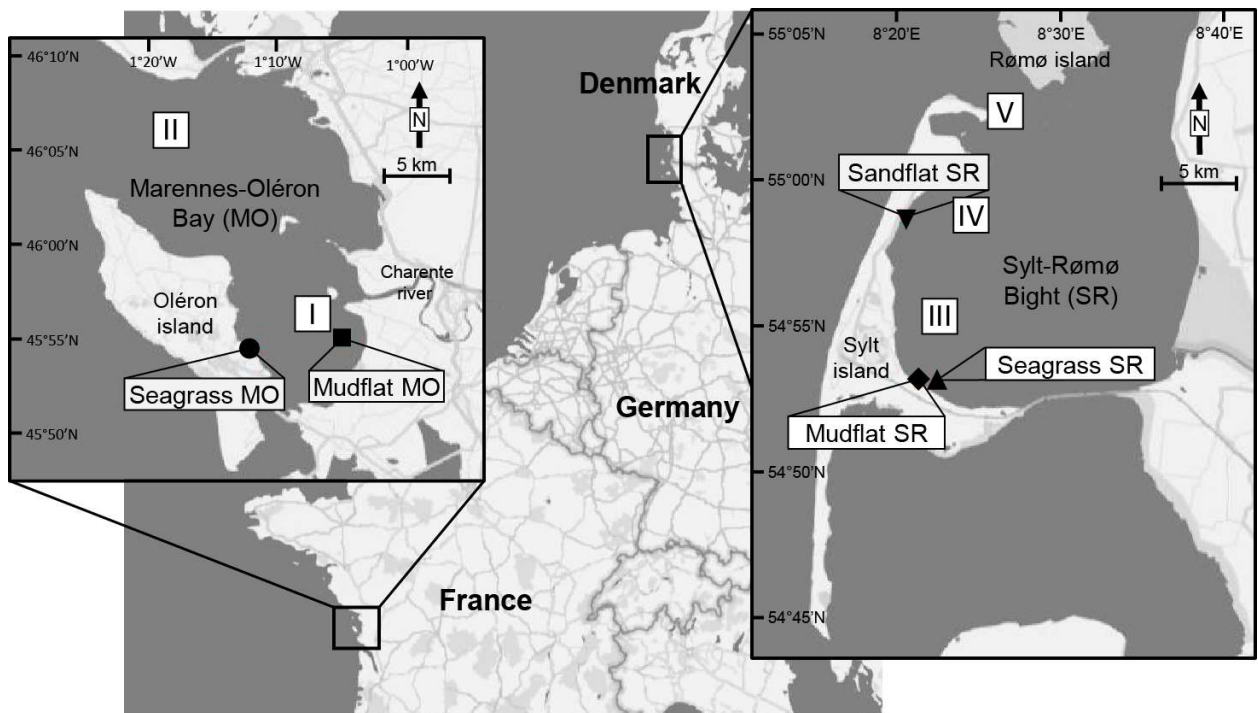 Denmark
Germany
France
1°20'W
1°10'W
1°00'W
46°10'N
46°05'N
46°00'N
45°55'N
45°50'N
II
N
5 km
Marennes-Oléron
Bay (MO)
Charente
river
Oléron
island
I
Seagrass MO
Mudflat MO
8°20'E
8°30'E
8°40'E
55°05'N
55°00'N
54°55'N
54°50'N
54°45'N
Rømø island
V
N
5 km
Sandflat SR
IV
Sylt-Rømø
Bight (SR)
III
Sylt
island
Seagrass SR
Mudflat SR